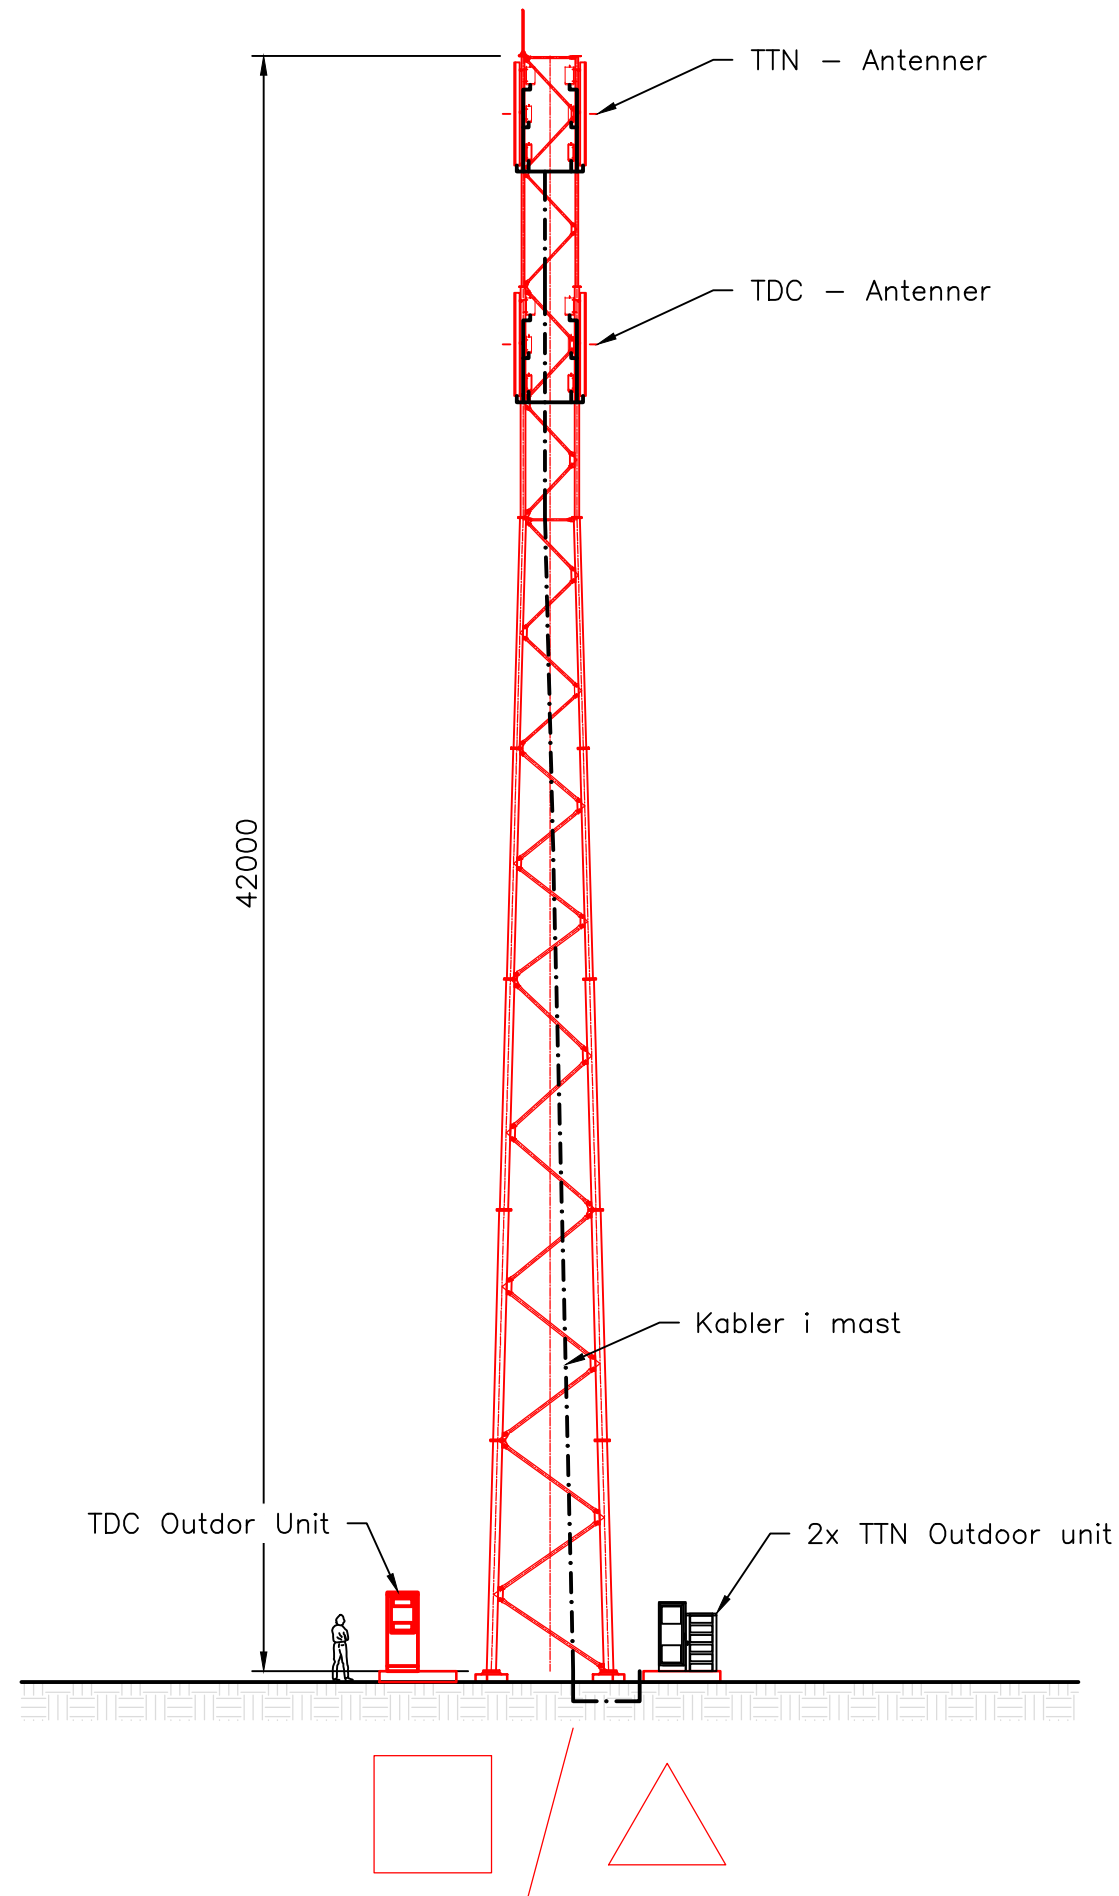 TTN - Antenner
TDC - Antenner
42000
Kabler i mast
TDC Outdor Unit
2x TTN Outdoor unit